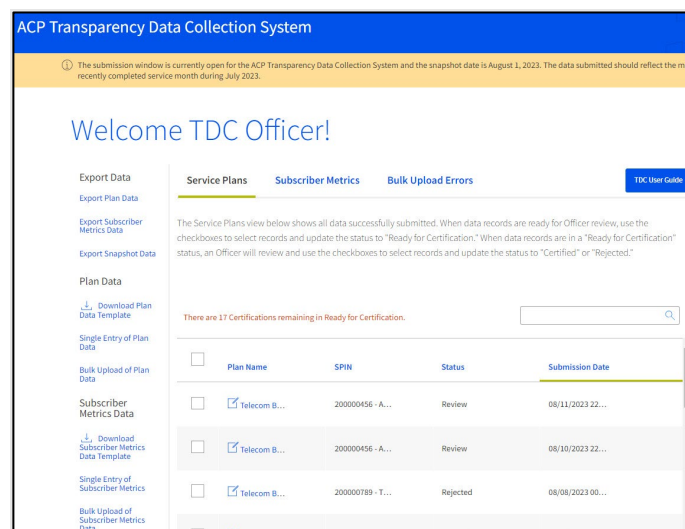 ACP Transparency Data Collection System
The submission window is currently open for the ACP Transparency Data Collection System and the snapshot date is August 1, 2023. The data submitted should reflect the m
recently completed service month during July 2023.
Welcome TDC Officer!
Export Data
Export Plan Data
Export Subscriber
Metrics Data
Export Snapshot Data
Plan Data
Download Plan
Data Template
Single Entry of Plan
Data
Bulk Upload of Plan
Data
Subscriber
Metrics Data
Download
Subscriber Metrics
Data Template
Single Entry of
Subscriber Metrics
Bulk Upload of
Subscriber Metrics
Data
Service Plans Subscriber Metrics Bulk Upload Errors TDC User Guide
The Service Plans view below shows all data successfully submitted. When data records are ready for Officer review, use the
checkboxes to select records and update the status to "Ready for Certification." When data records are in a "Ready for Certification"
status, an Officer will review and use the checkboxes to select records and update the status to "Certified" or "Rejected."
There are 17 Certifications remaining in Ready for Certification.
Plan Name SPIN Status Submission Date
Telecom B... 200000456 - A... Review 08/11/2023 22...
Telecom B... 200000456 - A... Review 08/10/2023 22...
Telecom B... 200000789 - T... Rejected 08/08/2023 00...